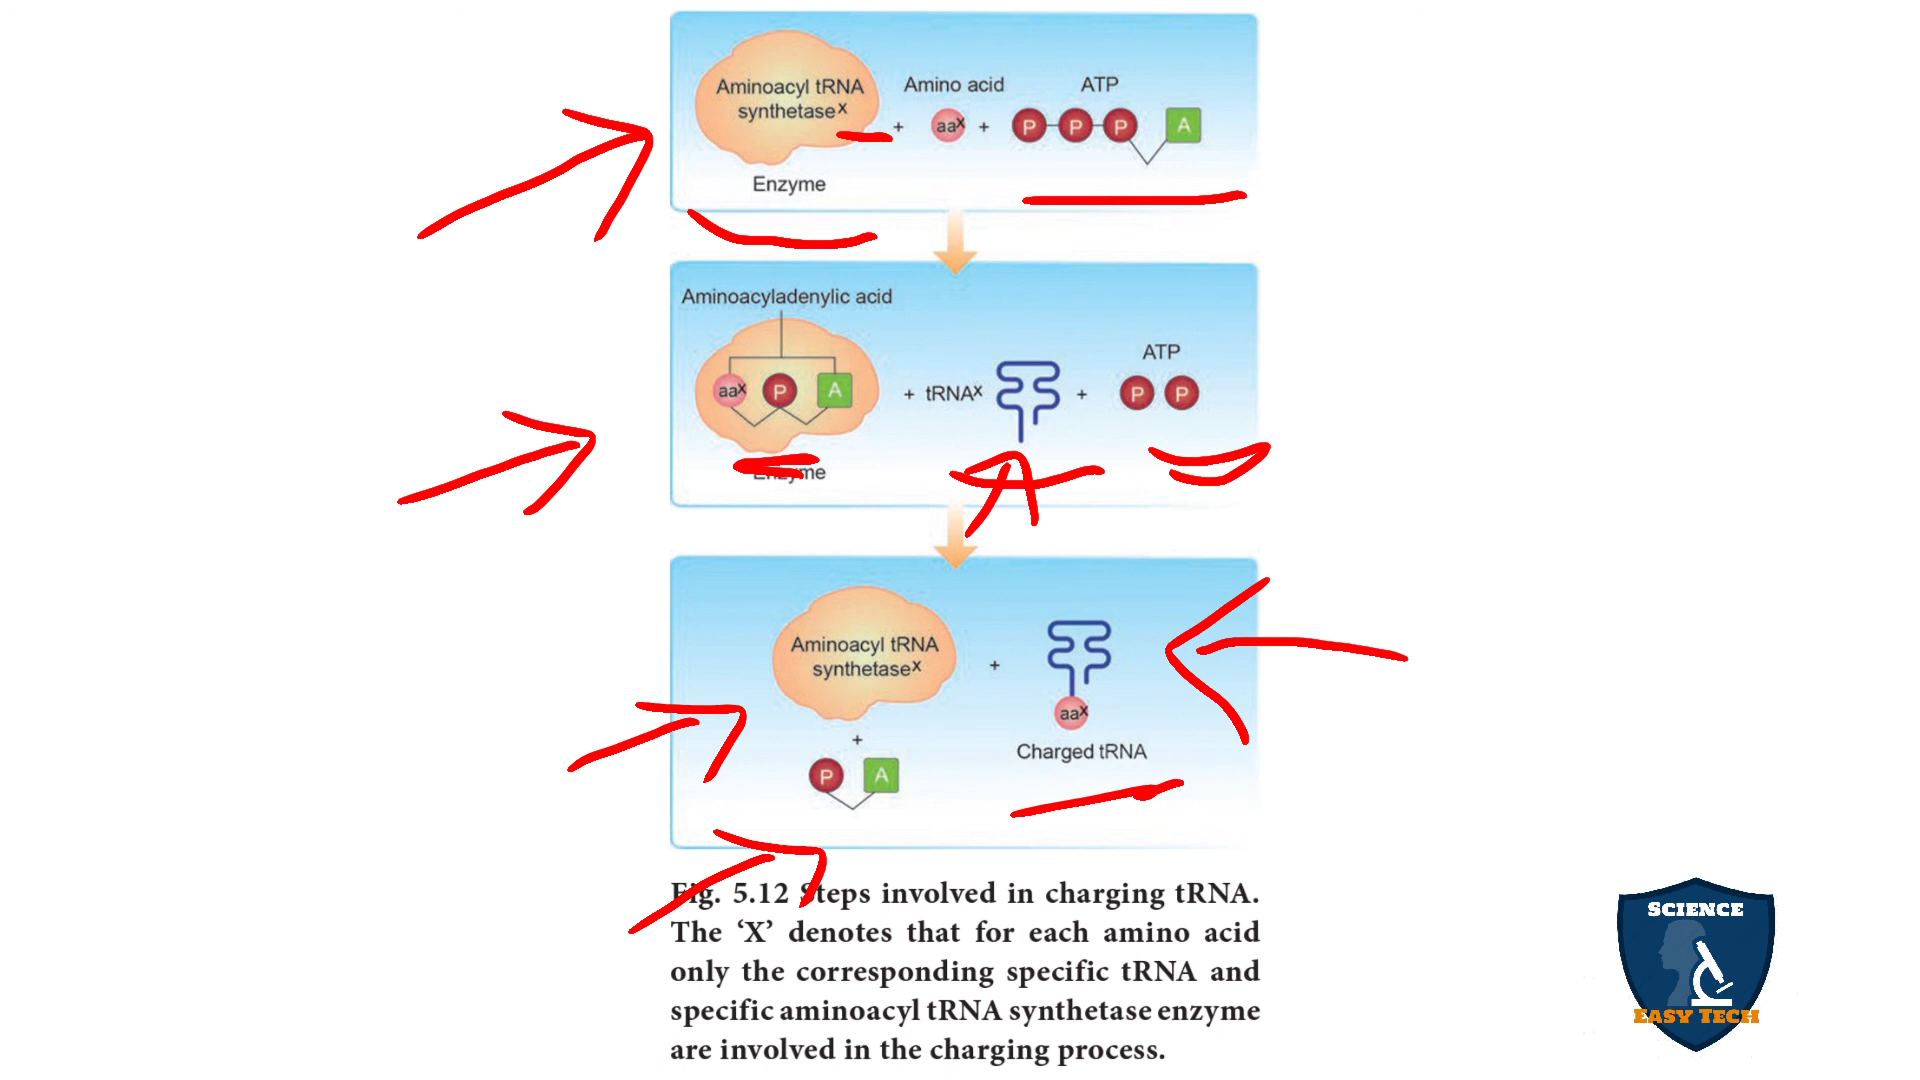 Aminoacyl tRNA
synthetaseˣ
Amino acid
ATP
+ aaˣ + P P P A
Enzyme
Aminoacyladenylic acid
ATP
aaˣ P A + tRNAˣ + P P
Enzyme
Aminoacyl tRNA
synthetaseˣ
+
aaˣ
+
Charged tRNA
P A
Fig. 5.12 Steps involved in charging tRNA.
The ‘X’ denotes that for each amino acid
only the corresponding specific tRNA and
specific aminoacyl tRNA synthetase enzyme
are involved in the charging process.
SCIENCE
EASY TECH